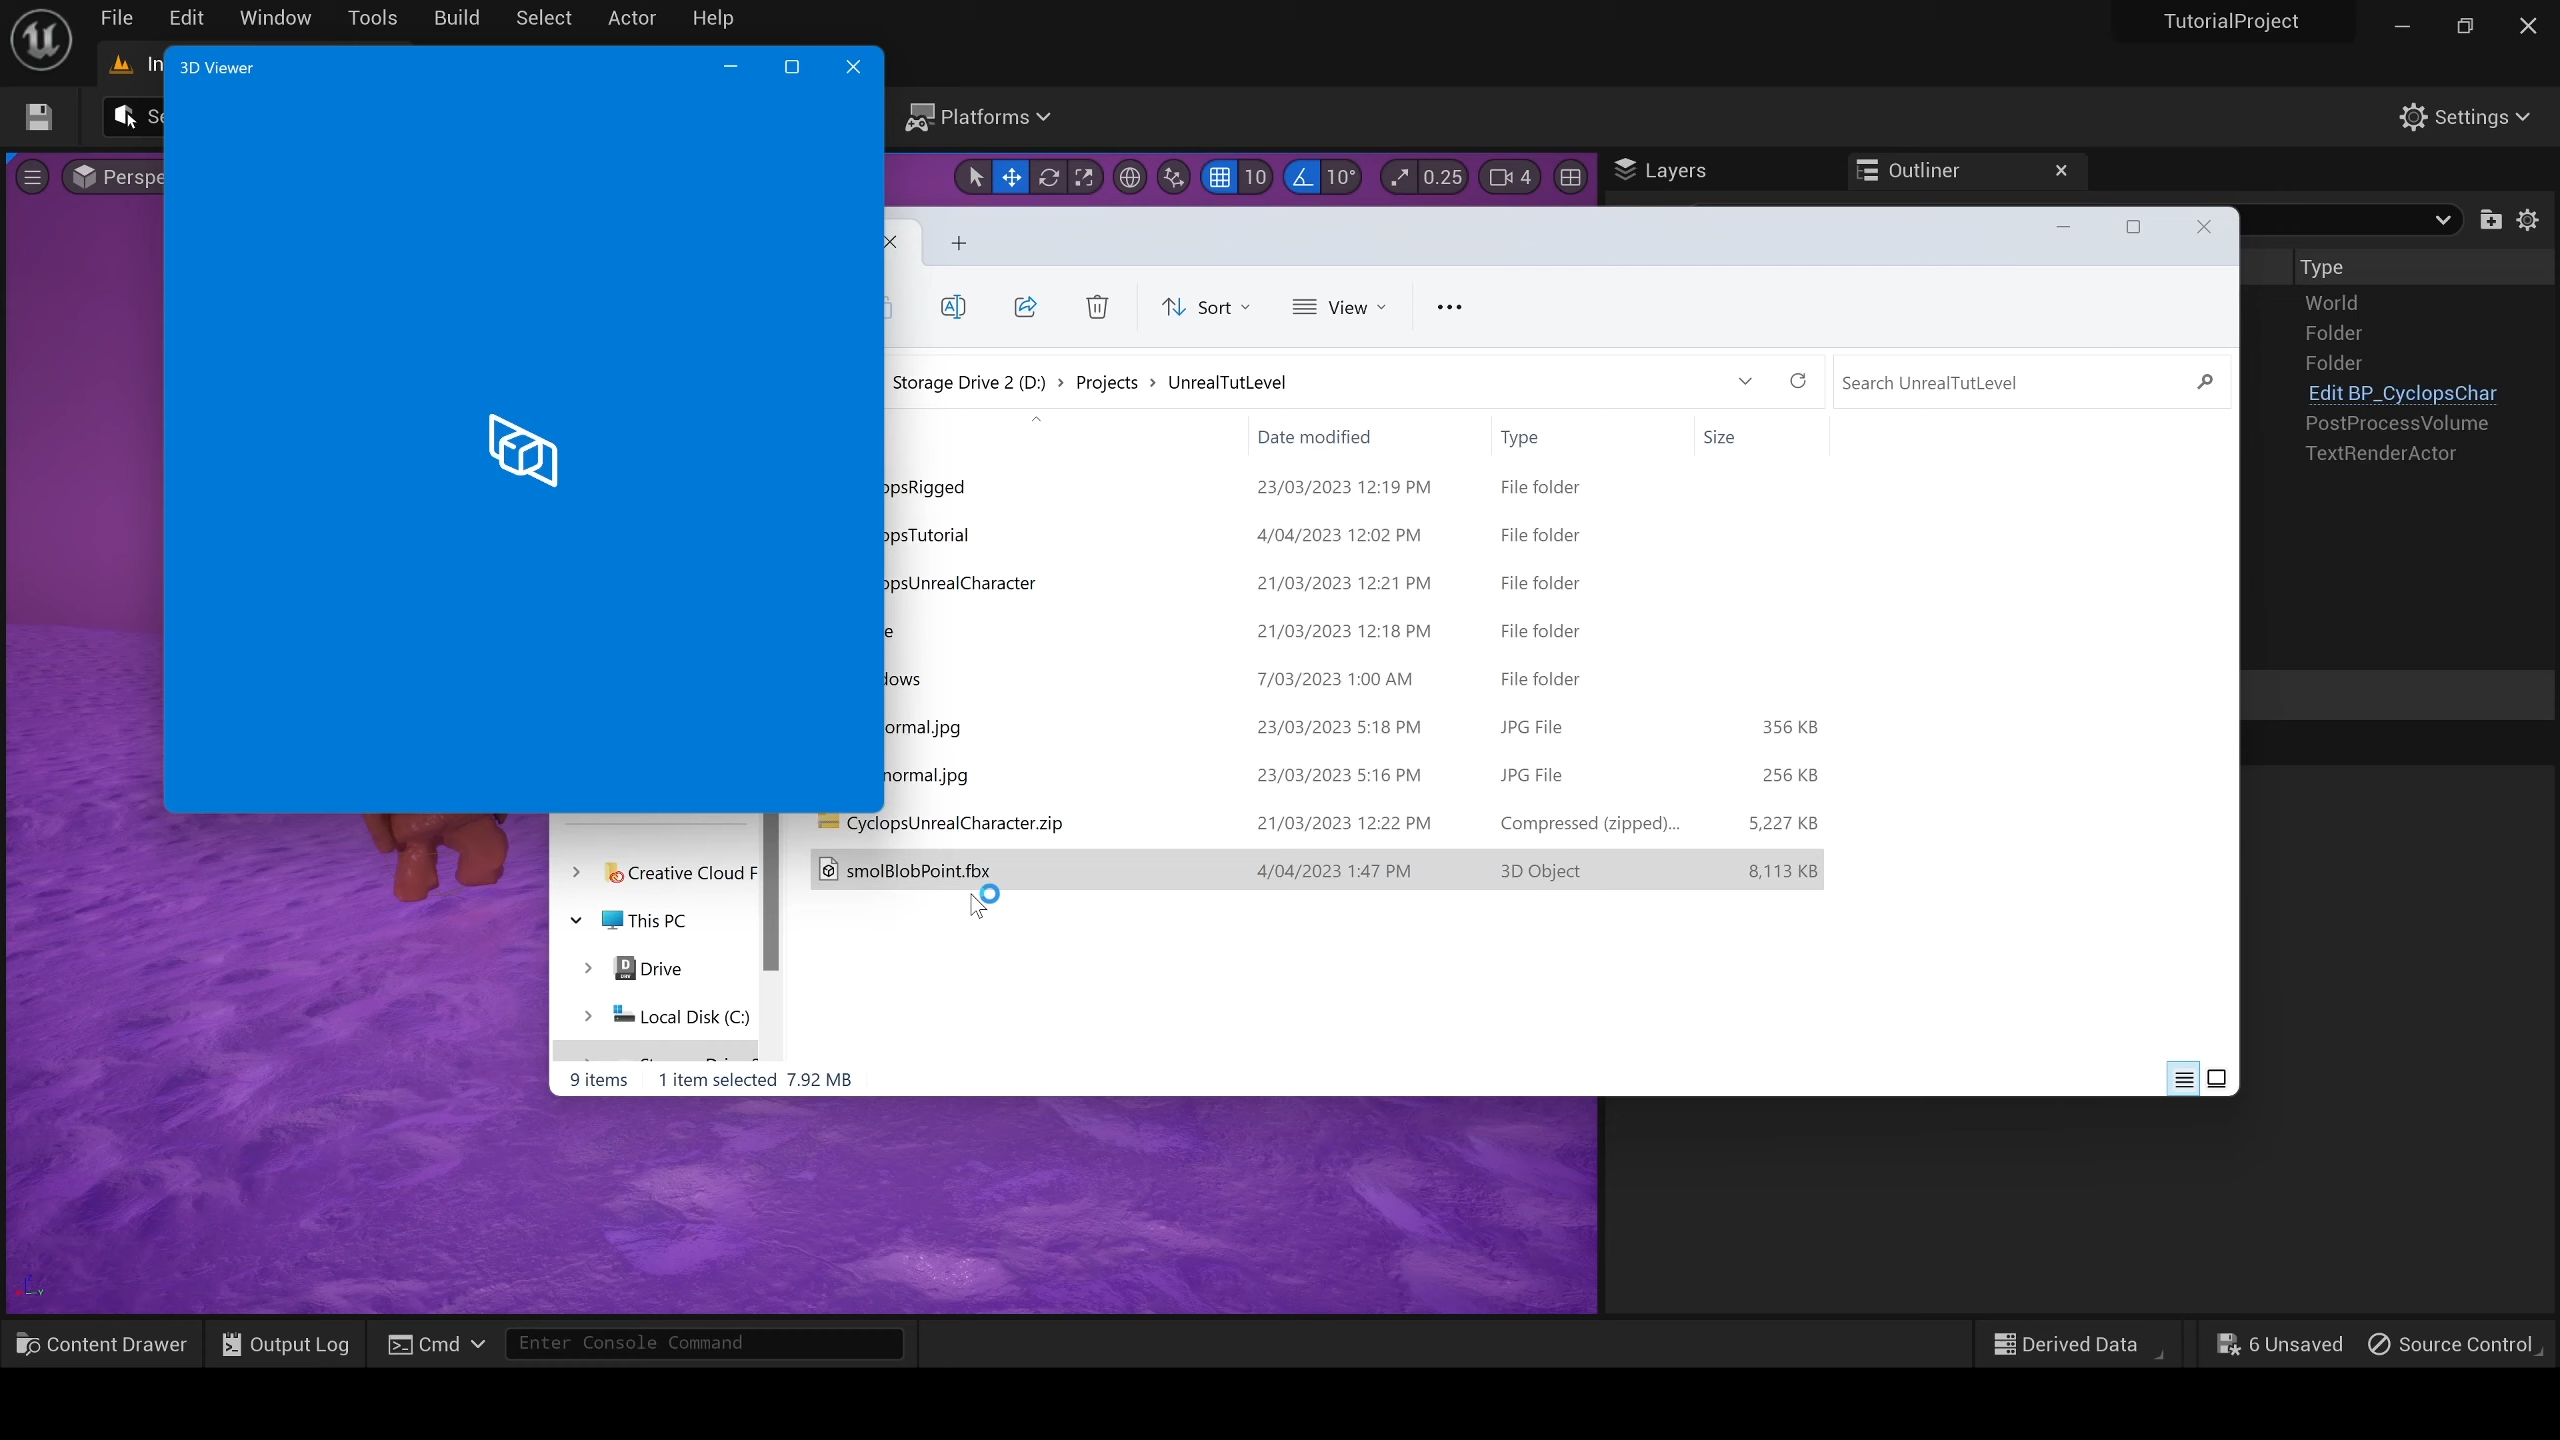 File Edit Window Tools Build Select Actor Help
TutorialProject
3D Viewer
Platforms
Settings
10 10° 0.25 4
Layers
Outliner
Type
World
Folder
Folder
Edit BP_CyclopsChar
PostProcessVolume
TextRenderActor
Sort
View
Storage Drive 2 (D:) > Projects > UnrealTutLevel
Search UnrealTutLevel
Date modified Type Size
opsRigged 23/03/2023 12:19 PM File folder
opsTutorial 4/04/2023 12:02 PM File folder
opsUnrealCharacter 21/03/2023 12:21 PM File folder
e 21/03/2023 12:18 PM File folder
dows 7/03/2023 1:00 AM File folder
ormal.jpg 23/03/2023 5:18 PM JPG File 356 KB
normal.jpg 23/03/2023 5:16 PM JPG File 256 KB
CyclopsUnrealCharacter.zip 21/03/2023 12:22 PM Compressed (zipped)... 5,227 KB
smolBlobPoint.fbx 4/04/2023 1:47 PM 3D Object 8,113 KB
Creative Cloud F
This PC
Drive
Local Disk (C:)
9 items 1 item selected 7.92 MB
Content Drawer
Output Log
Cmd
Enter Console Command
Derived Data
6 Unsaved
Source Control